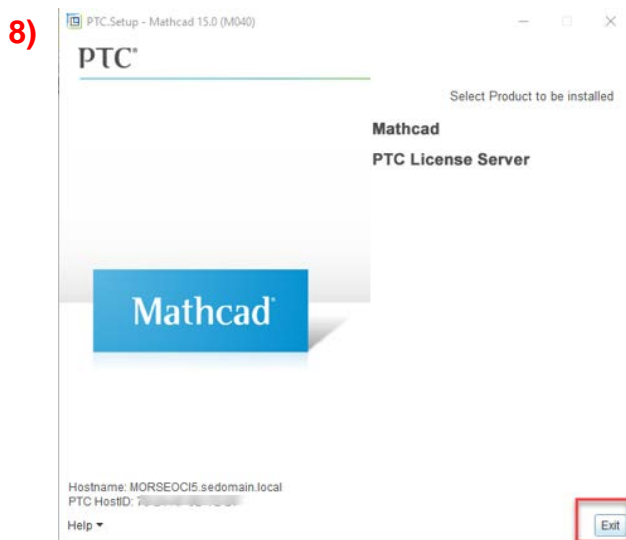 8)
PTC.Setup - Mathcad 15.0 (M040)
PTC®
Select Product to be installed
Mathcad
PTC License Server
Mathcad®
Hostname: MORSEOCI5.sedomain.local
PTC HostID:
Help
Exit